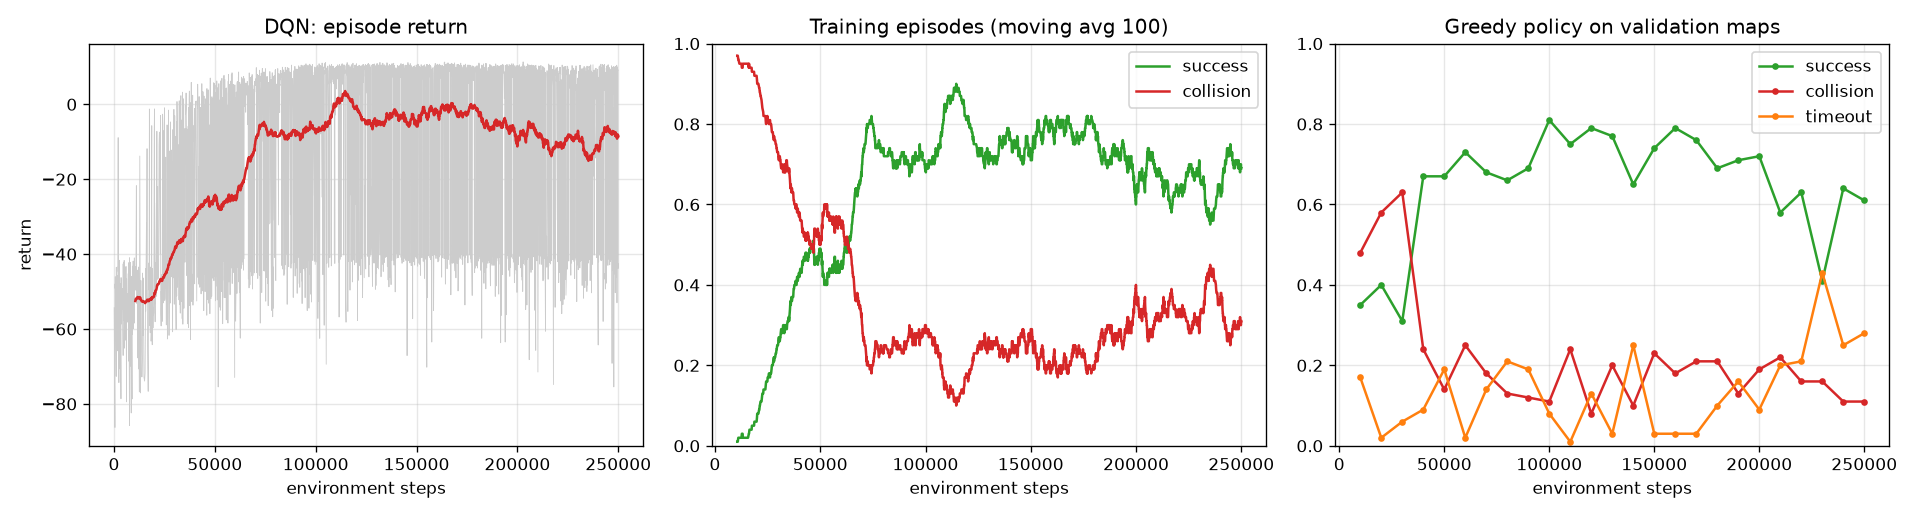 DQN: episode return
return
0
−20
−40
−60
−80
0 50000 100000 150000 200000 250000
environment steps
Training episodes (moving avg 100)
success
collision
1.0
0.8
0.6
0.4
0.2
0.0
0 50000 100000 150000 200000 250000
environment steps
Greedy policy on validation maps
success
collision
timeout
1.0
0.8
0.6
0.4
0.2
0.0
0 50000 100000 150000 200000 250000
environment steps